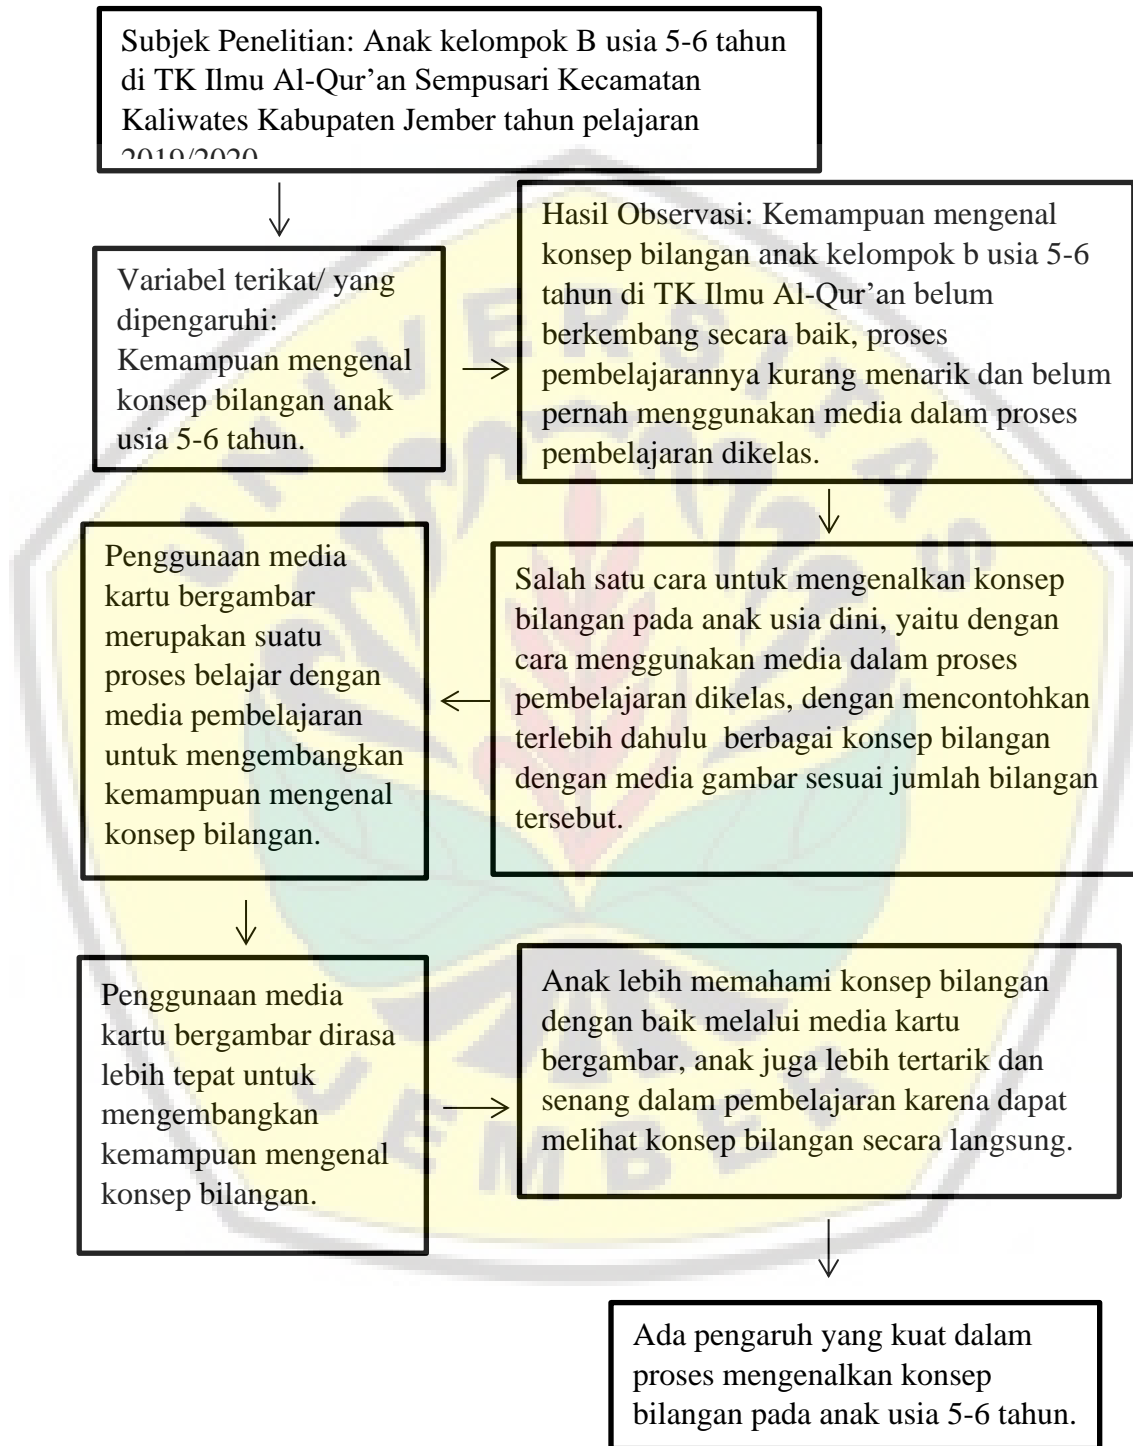 Subjek Penelitian: Anak kelompok B usia 5-6 tahun
di TK Ilmu Al-Qur’an Sempusari Kecamatan
Kaliwates Kabupaten Jember tahun pelajaran
2019/2020
Variabel terikat/ yang
dipengaruhi:
Kemampuan mengenal
konsep bilangan anak
usia 5-6 tahun.
Hasil Observasi: Kemampuan mengenal
konsep bilangan anak kelompok b usia 5-6
tahun di TK Ilmu Al-Qur’an belum
berkembang secara baik, proses
pembelajarannya kurang menarik dan belum
pernah menggunakan media dalam proses
pembelajaran dikelas.
Salah satu cara untuk mengenalkan konsep
bilangan pada anak usia dini, yaitu dengan
cara menggunakan media dalam proses
pembelajaran dikelas, dengan mencontohkan
terlebih dahulu  berbagai konsep bilangan
dengan media gambar sesuai jumlah bilangan
tersebut.
Penggunaan media
kartu bergambar
merupakan suatu
proses belajar dengan
media pembelajaran
untuk mengembangkan
kemampuan mengenal
konsep bilangan.
Penggunaan media
kartu bergambar dirasa
lebih tepat untuk
mengembangkan
kemampuan mengenal
konsep bilangan.
Anak lebih memahami konsep bilangan
dengan baik melalui media kartu
bergambar, anak juga lebih tertarik dan
senang dalam pembelajaran karena dapat
melihat konsep bilangan secara langsung.
Ada pengaruh yang kuat dalam
proses mengenalkan konsep
bilangan pada anak usia 5-6 tahun.
UNIVERSITAS
JEMBER